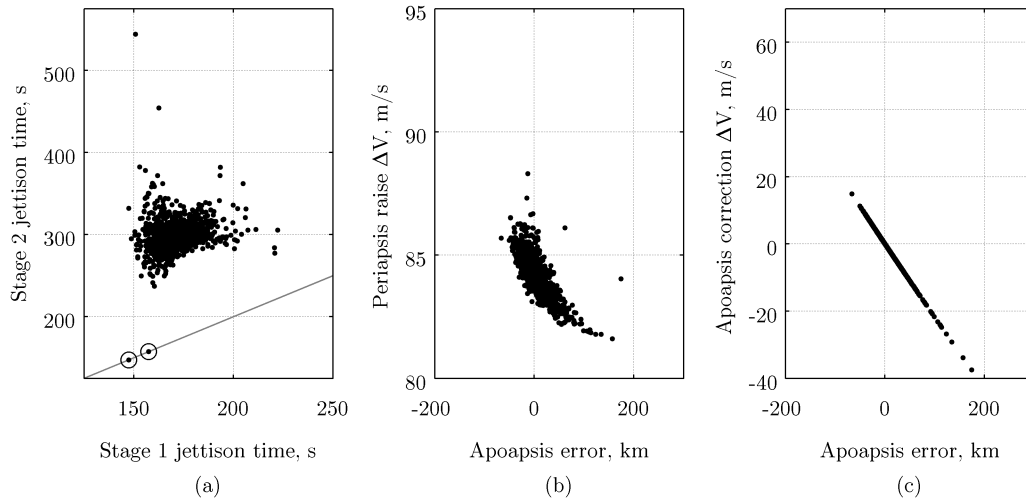 Stage 2 jettison time, s
500
400
300
200
150
200
250
Stage 1 jettison time, s
(a)
Periapsis raise ΔV, m/s
95
90
85
80
-200
0
200
Apoapsis error, km
(b)
Apoapsis correction ΔV, m/s
60
40
20
0
-20
-40
-200
0
200
Apoapsis error, km
(c)